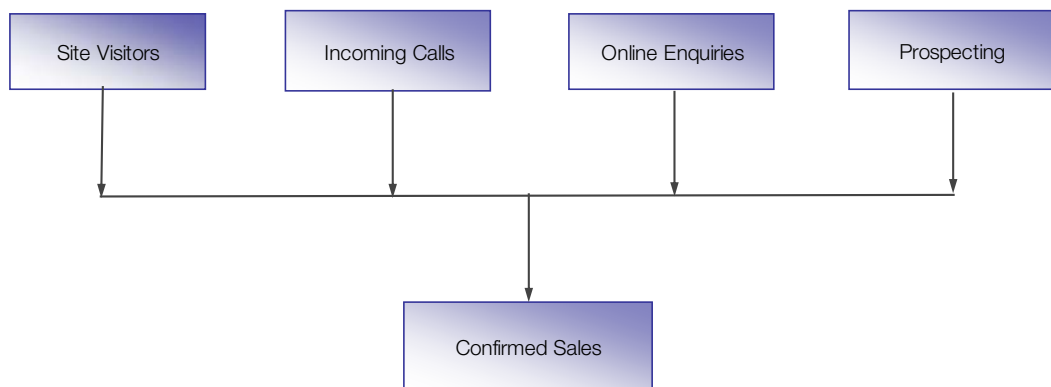 Site Visitors
Incoming Calls
Online Enquiries
Prospecting
Confirmed Sales